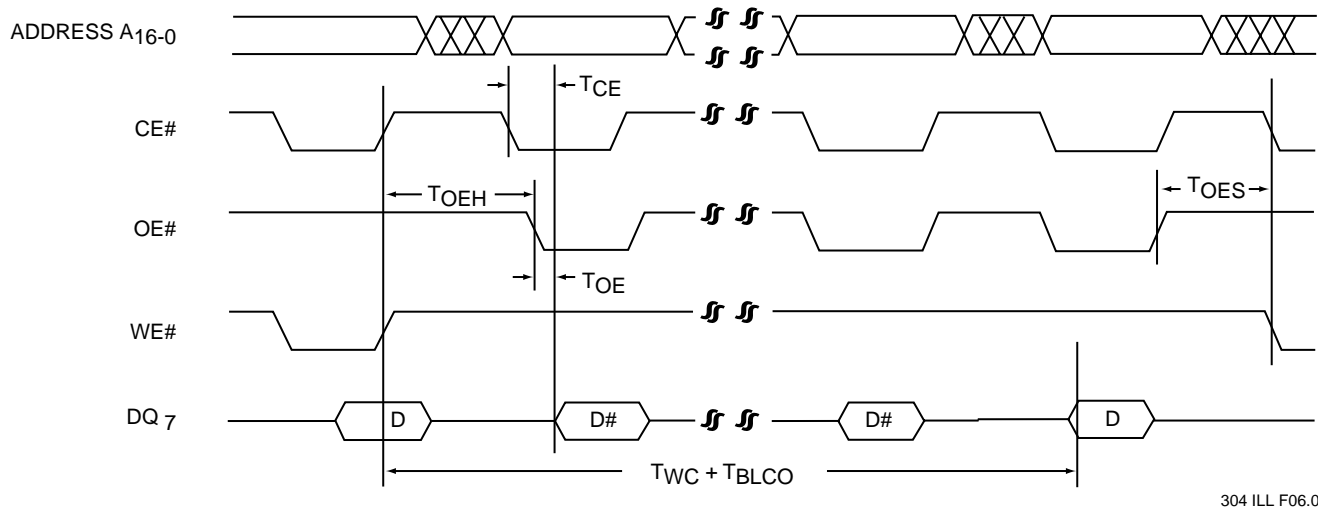 ADDRESS A16-0
TCE
CE#
TOEH
TOES
OE#
TOE
WE#
DQ 7
D
D#
D#
D
TWC + TBLCO
304 ILL F06.0